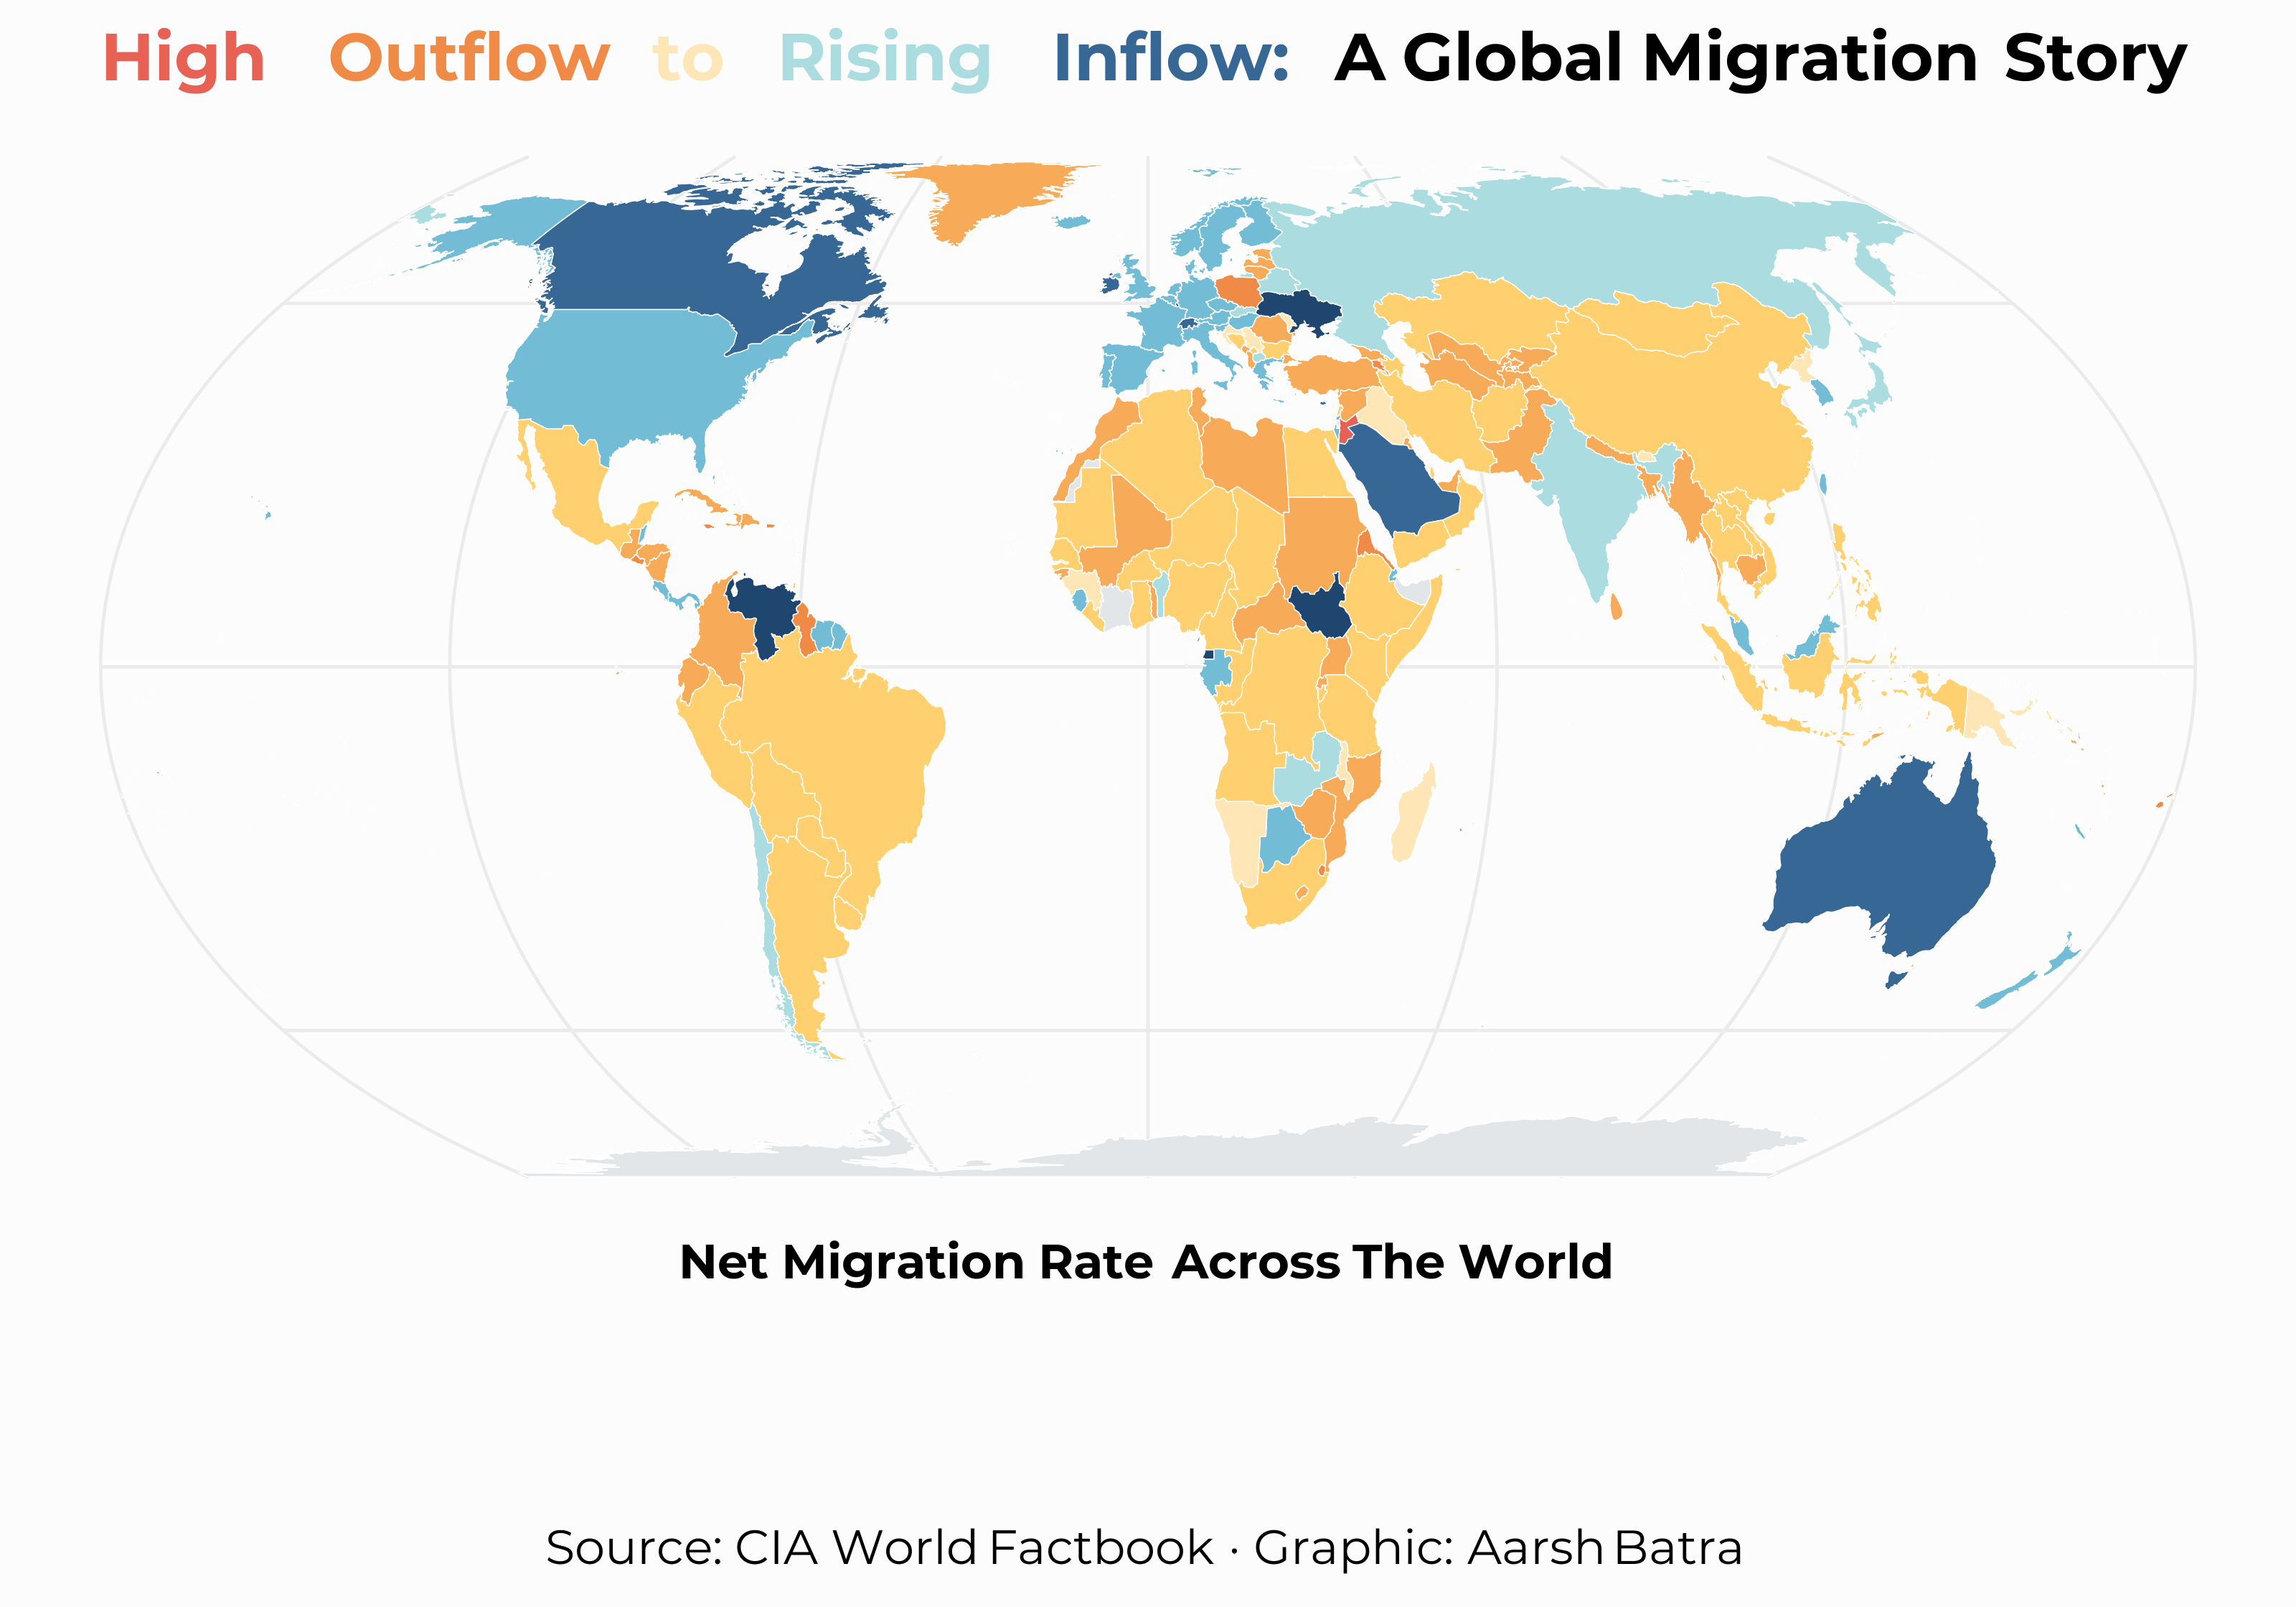 High Outflow to Rising Inflow: A Global Migration Story
Net Migration Rate Across The World
Source: CIA World Factbook · Graphic: Aarsh Batra